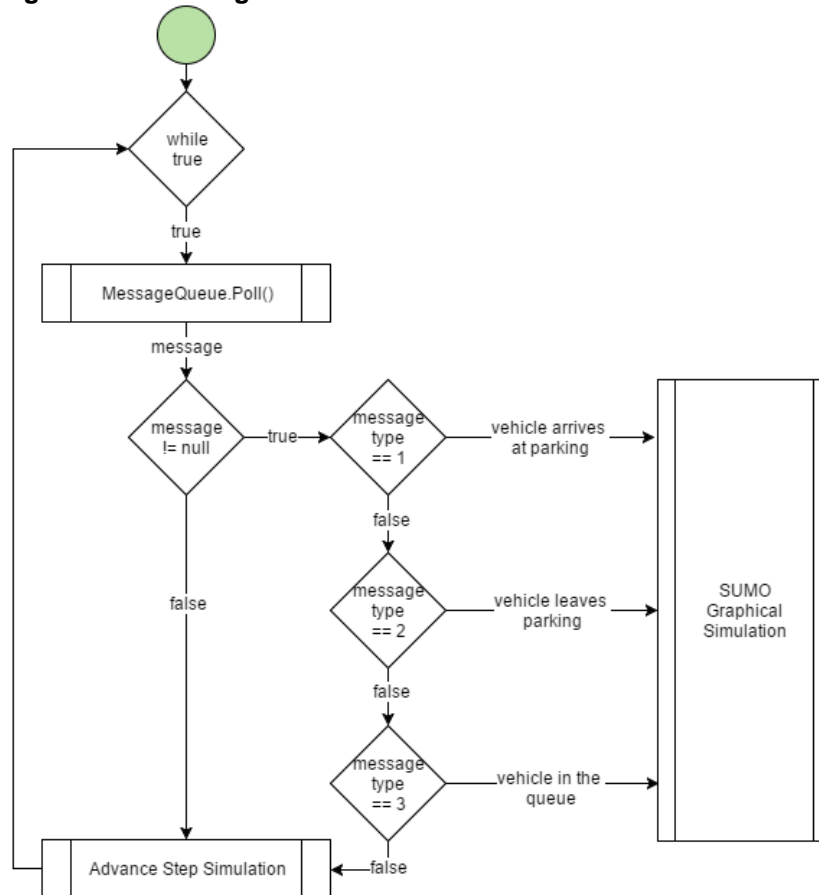 while
true
true
MessageQueue.Poll()
message
message
!= null
true
message
type
== 1
vehicle arrives
at parking
false
message
type
== 2
vehicle leaves
parking
false
false
SUMO
Graphical
Simulation
message
type
== 3
vehicle in the
queue
Advance Step Simulation
false